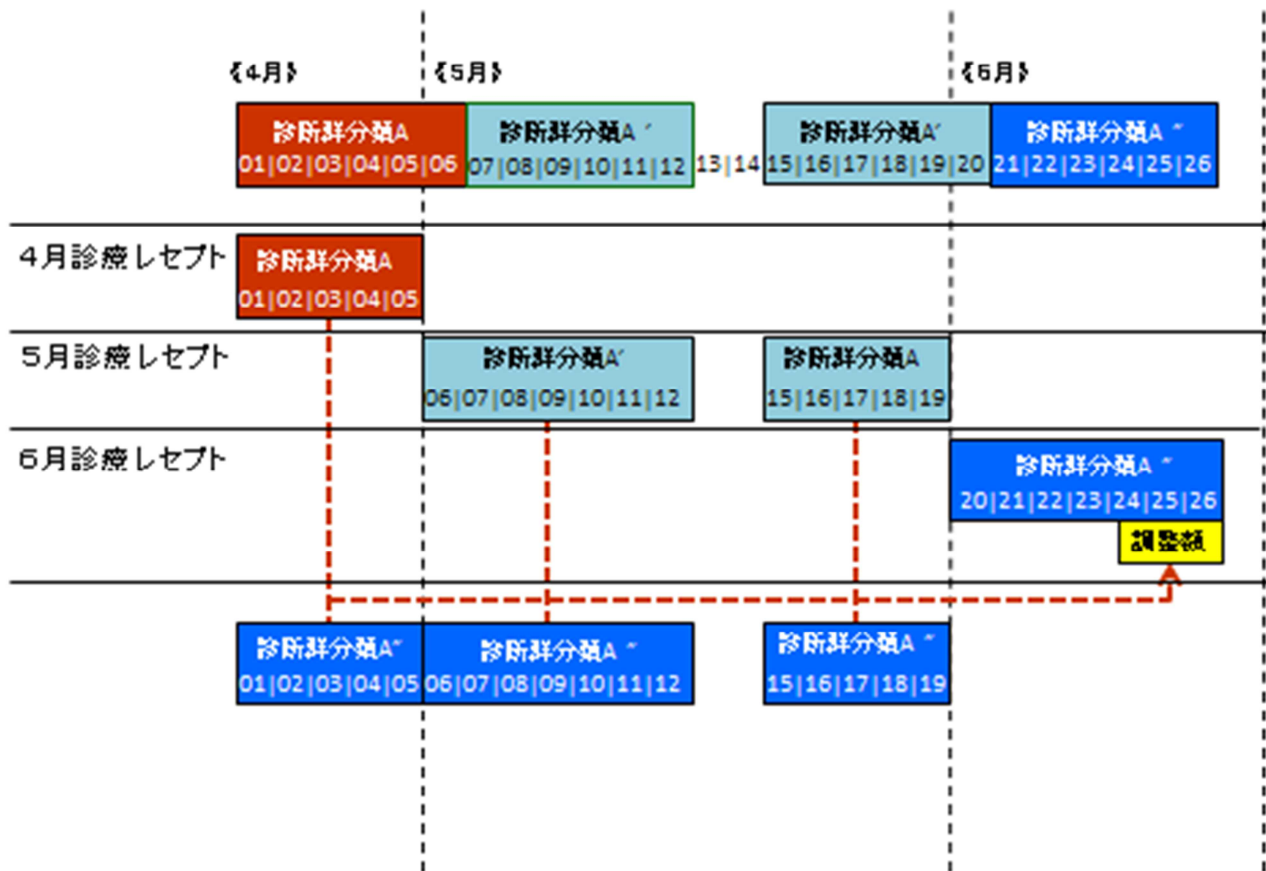 《4月》
《5月》
《6月》
診断群分類A
01|02|03|04|05|06
診断群分類A´
07|08|09|10|11|12
13|14
診断群分類A´
15|16|17|18|19|20
診断群分類A ˝
21|22|23|24|25|26
4月診療レセプト
診断群分類A
01|02|03|04|05
5月診療レセプト
診断群分類A´
06|07|08|09|10|11|12
診断群分類A
15|16|17|18|19
6月診療レセプト
診断群分類A ˝
20|21|22|23|24|25|26
調整額
診断群分類A˝
01|02|03|04|05
診断群分類A ˝
06|07|08|09|10|11|12
診断群分類A ˝
15|16|17|18|19